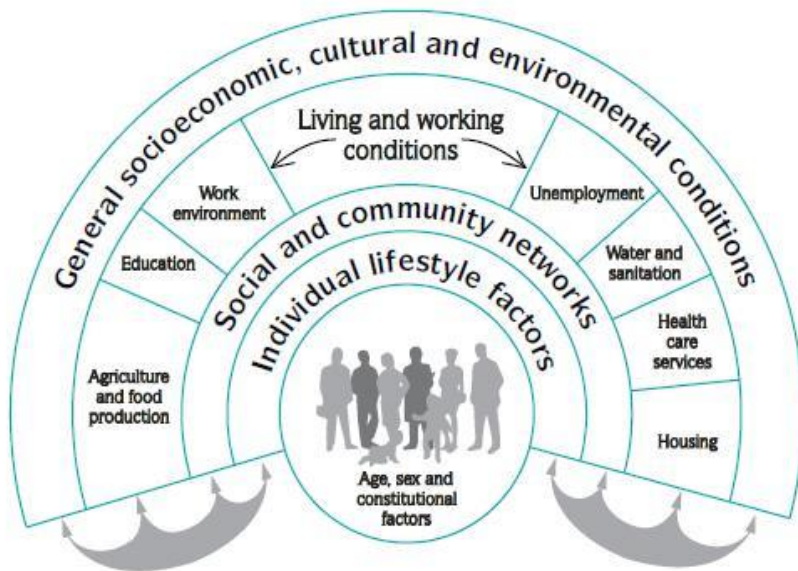 General socioeconomic, cultural and environmental conditions
Living and working
conditions
Work
environment
Unemployment
Education
Water and
sanitation
Agriculture
and food
production
Health
care
services
Housing
Social and community networks
Individual lifestyle factors
Age, sex and
constitutional
factors